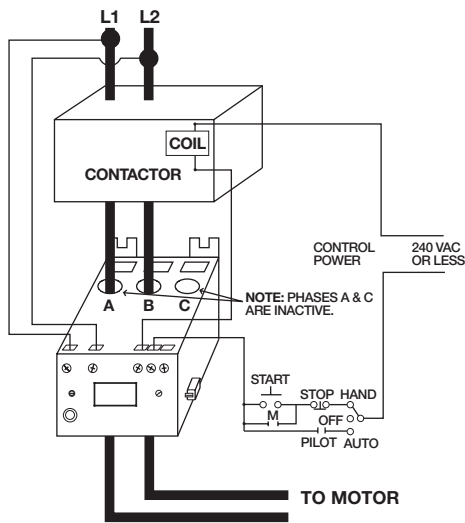 L1 L2
COIL
CONTACTOR
CONTROL
POWER
240 VAC
OR LESS
A B C
NOTE: PHASES A & C
ARE INACTIVE.
START
STOP HAND
M
OFF
PILOT AUTO
TO MOTOR